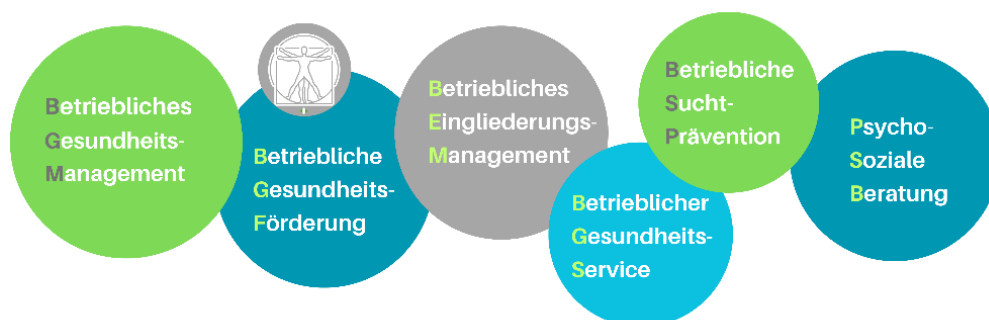 Betriebliches
Gesundheits-
Management
Betriebliche
Gesundheits-
Förderung
Betriebliches
Eingliederungs-
Management
Betrieblicher
Gesundheits-
Service
Betriebliche
Sucht-
Prävention
Psycho-
Soziale
Beratung